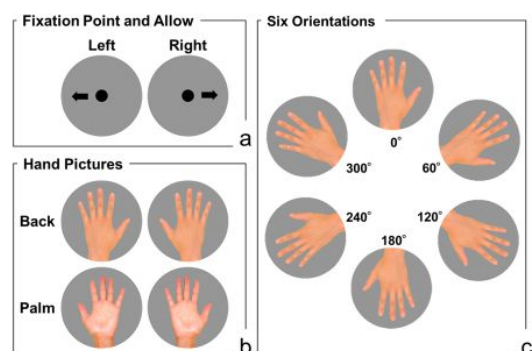 Fixation Point and Allow
Left Right
a
Hand Pictures
Back
Palm
b
Six Orientations
0°
300° 60°
240° 120°
180°
c